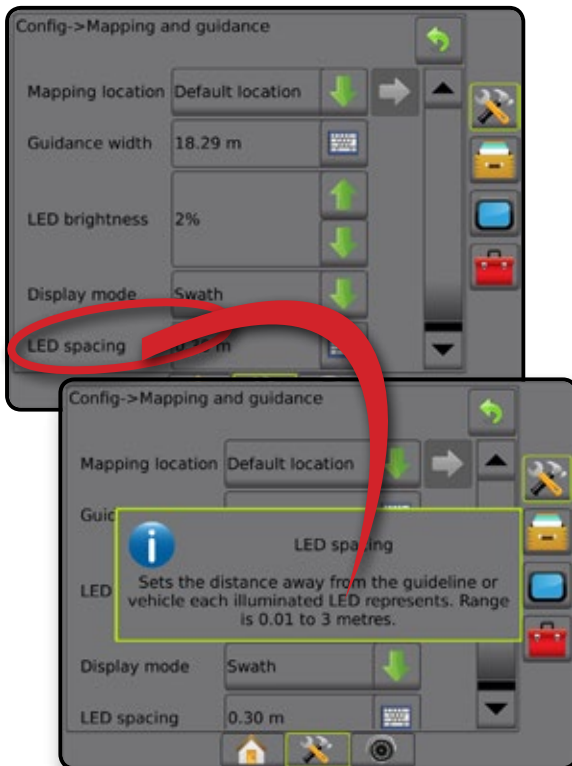 Config->Mapping and guidance
Mapping location Default location
Guidance width 18.29 m
LED brightness 2%
Display mode Swath
LED spacing m
Config->Mapping and guidance
Mapping location Default location
Guid
LED spacing
LED
Sets the distance away from the guideline or
vehicle each illuminated LED represents. Range
is 0.01 to 3 metres.
Display mode Swath
LED spacing 0.30 m